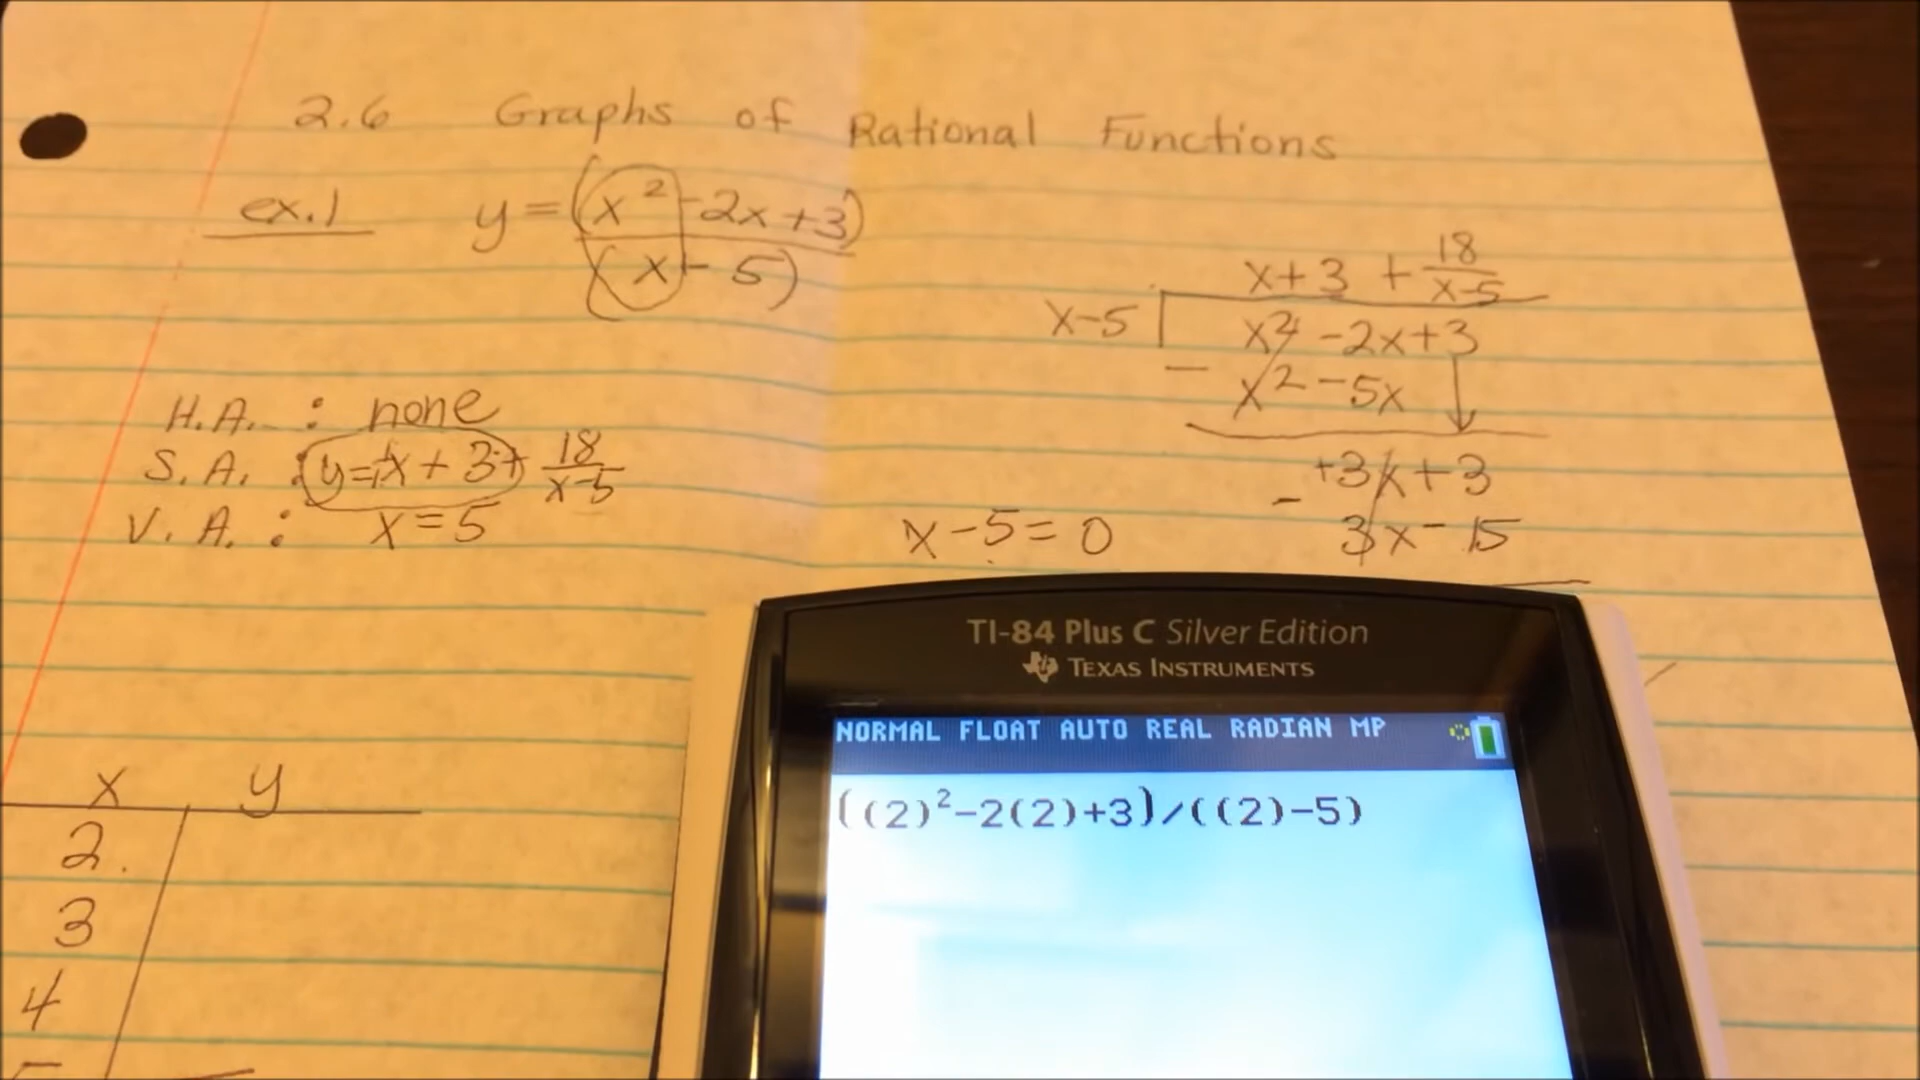 2.6 Graphs of Rational Functions
ex.1 y = (x² - 2x + 3)
(x - 5)
H.A. : none
S.A. : y = 1x + 3 + 18/x-5
V.A. : x = 5
x + 3 + 18/x-5
x-5 x² - 2x + 3
- x² - 5x
+3x + 3
- 3x - 15
x - 5 = 0
x y
2.
3
4
5
TI-84 Plus C Silver Edition
TEXAS INSTRUMENTS
NORMAL FLOAT AUTO REAL RADIAN MP
((2)²-2(2)+3)/((2)-5)